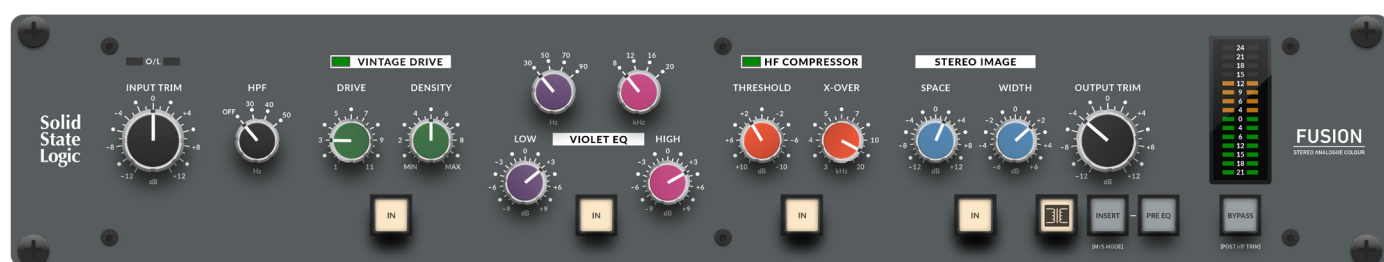 Solid
State
Logic
O/L
INPUT TRIM
0
-4 +4
-8 +8
-12 +12
dB
HPF
OFF 30 40 50
Hz
VINTAGE DRIVE
DRIVE
5 7
3 9
1 11
DENSITY
4 6
2 8
MIN MAX
30 50 70 90
Hz
8 12 16 20
kHz
VIOLET EQ
LOW
0
-3 +3
-6 +6
-9 +9
dB
HIGH
0
-3 +3
-6 +6
-9 +9
dB
HF COMPRESSOR
THRESHOLD
+2 -2
+6 -6
+10 -10
dB
X-OVER
4 10
3 20
kHz
STEREO IMAGE
SPACE
0
-4 +4
-8 +8
-12 +12
dB
WIDTH
0
-2 +2
-4 +4
-6 +6
dB
OUTPUT TRIM
0
-4 +4
-8 +8
-12 +12
dB
IN
IN
IN
IN
INSERT - PRE EQ
[M/S MODE]
BYPASS
[POST I/P TRIM]
24
21
18
15
12
9
6
4
0
4
6
12
15
18
21
FUSION
STEREO ANALOGUE COLOUR